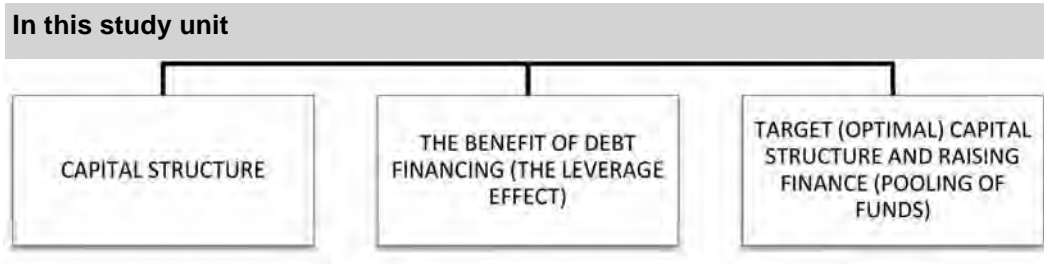 In this study unit
CAPITAL STRUCTURE
THE BENEFIT OF DEBT
FINANCING (THE LEVERAGE
EFFECT)
TARGET (OPTIMAL) CAPITAL
STRUCTURE AND RAISING
FINANCE (POOLING OF
FUNDS)